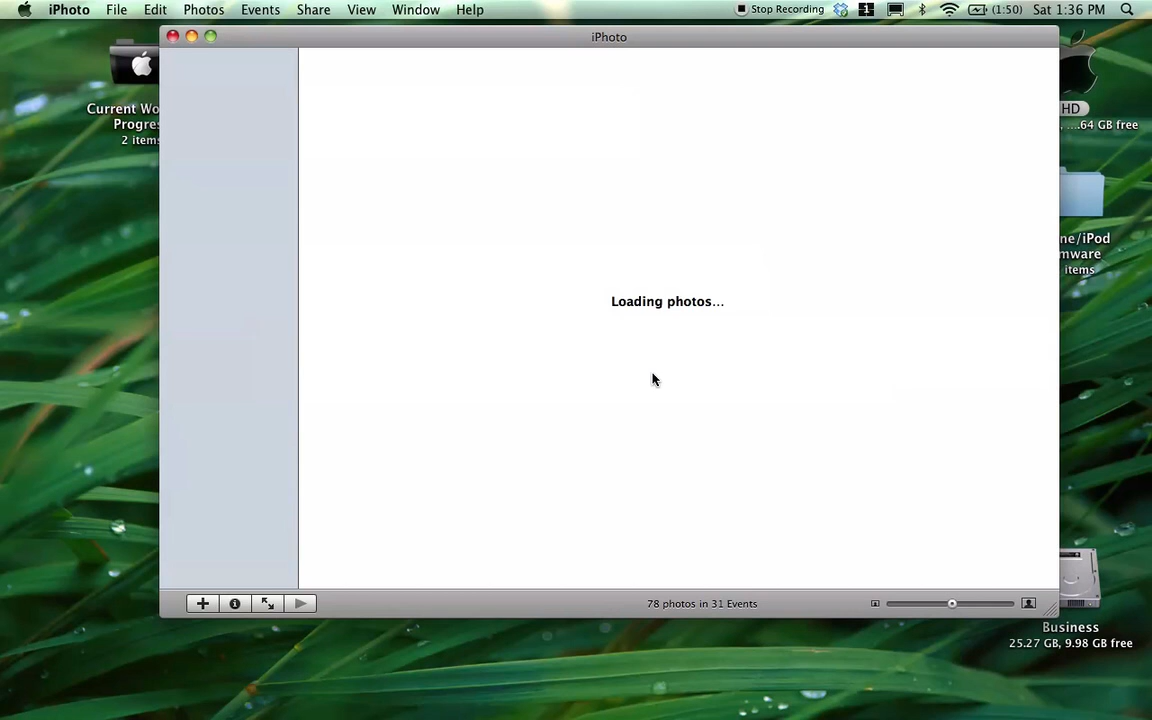 iPhoto File Edit Photos Events Share View Window Help Stop Recording 1 (1:50) Sat 1:36 PM
iPhoto
Current Wo
Progres
2 items
HD
, ....64 GB free
ne/iPod
mware
items
Loading photos...
78 photos in 31 Events
Business
25.27 GB, 9.98 GB free